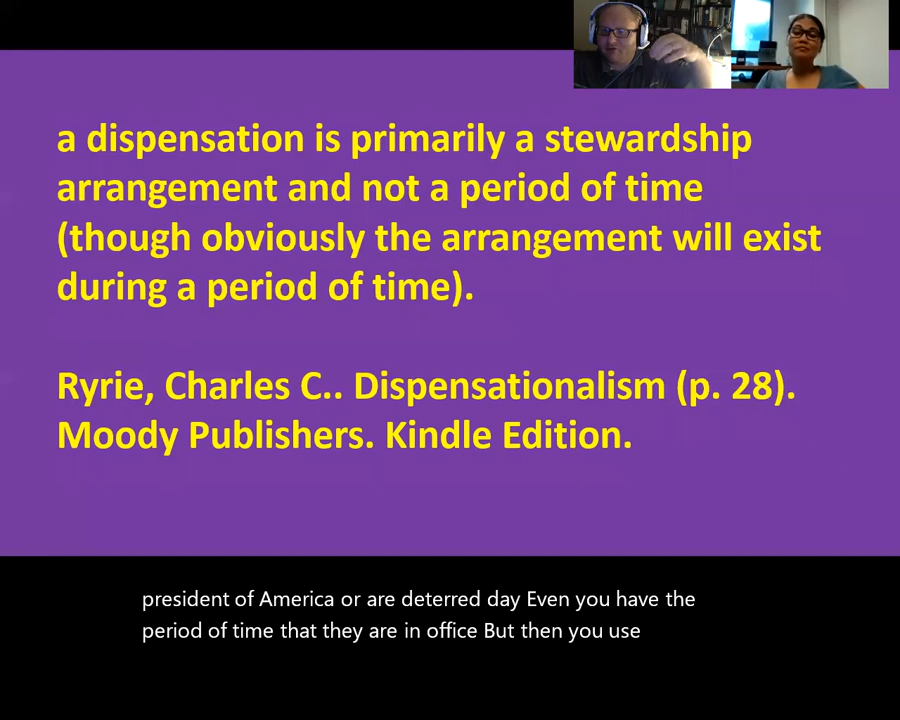 a dispensation is primarily a stewardship
arrangement and not a period of time
(though obviously the arrangement will exist
during a period of time).
Ryrie, Charles C.. Dispensationalism (p. 28).
Moody Publishers. Kindle Edition.
president of America or are deterred day Even you have the
period of time that they are in office But then you use